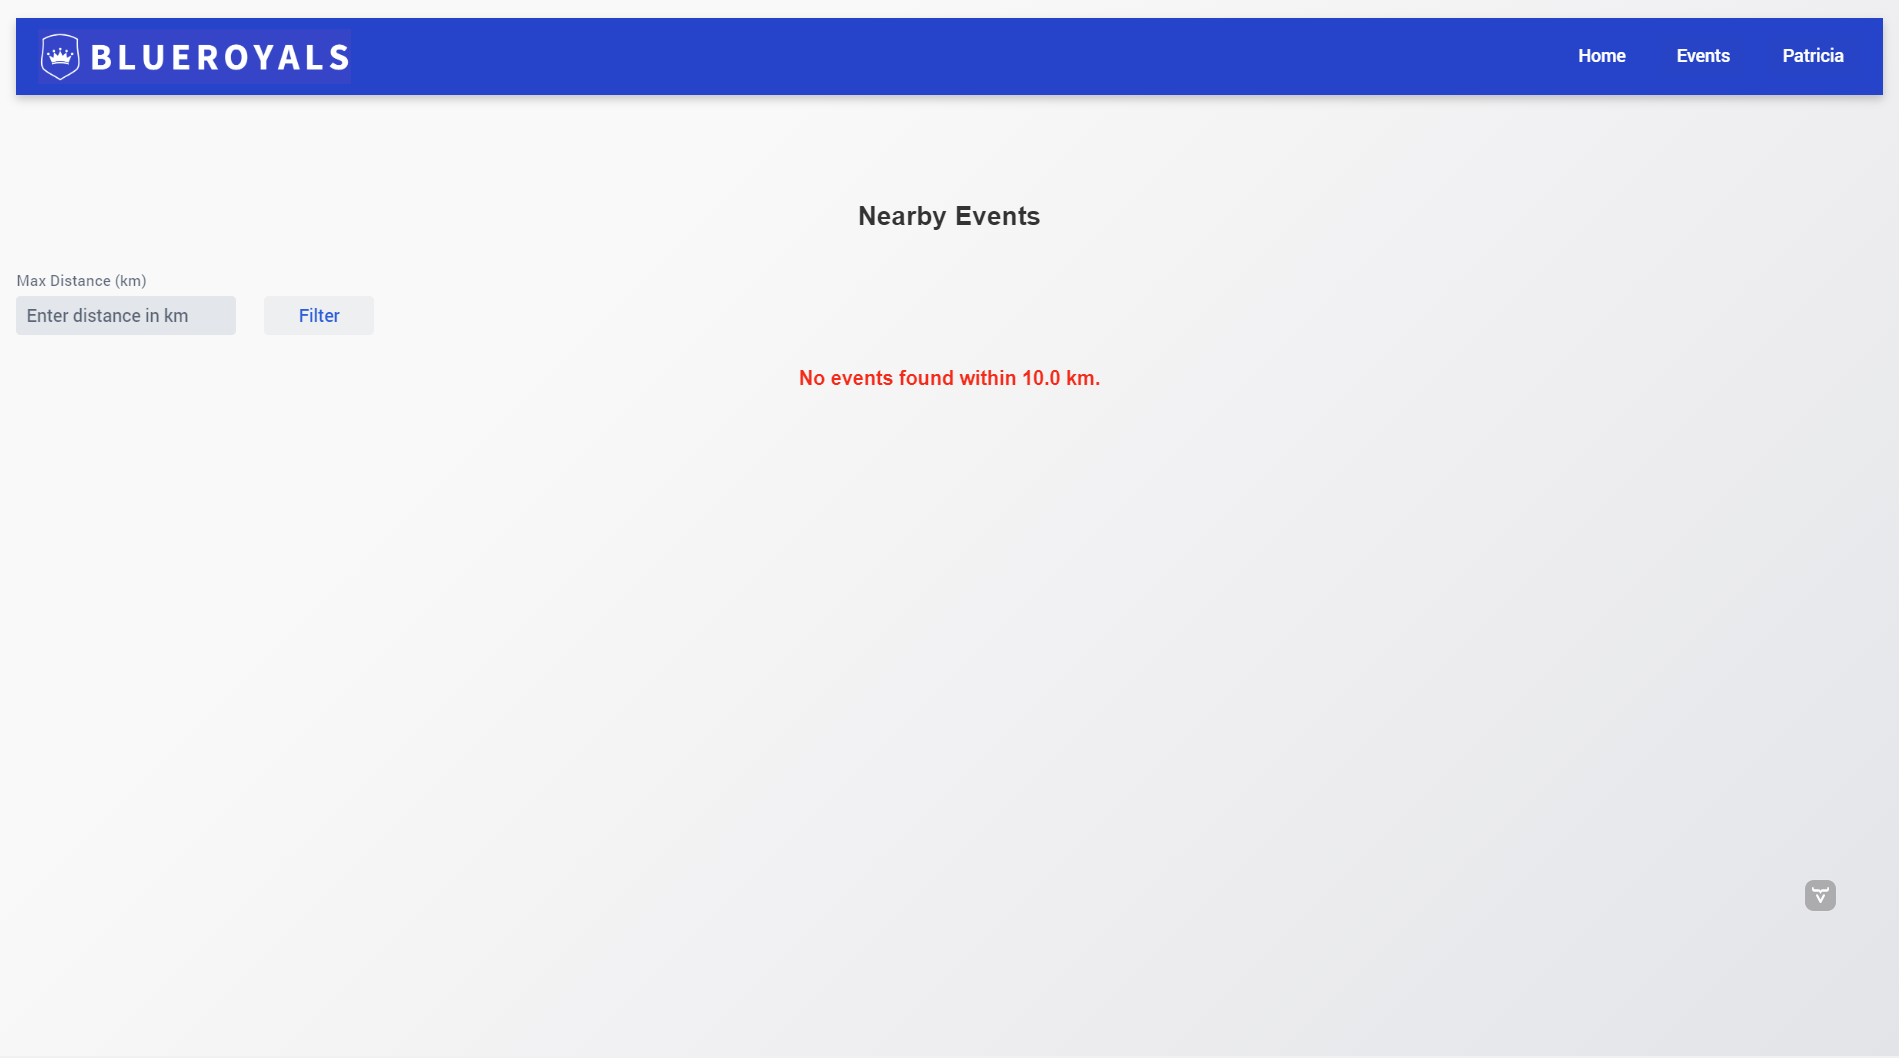 BLUEROYALS
Home Events Patricia
Nearby Events
Max Distance (km)
Enter distance in km
Filter
No events found within 10.0 km.